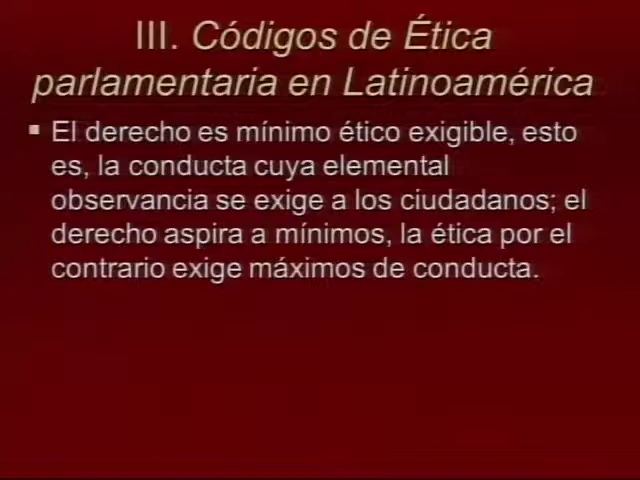 III. Códigos de Ética
parlamentaria en Latinoamérica
▪ El derecho es mínimo ético exigible, esto
es, la conducta cuya elemental
observancia se exige a los ciudadanos; el
derecho aspira a mínimos, la ética por el
contrario exige máximos de conducta.